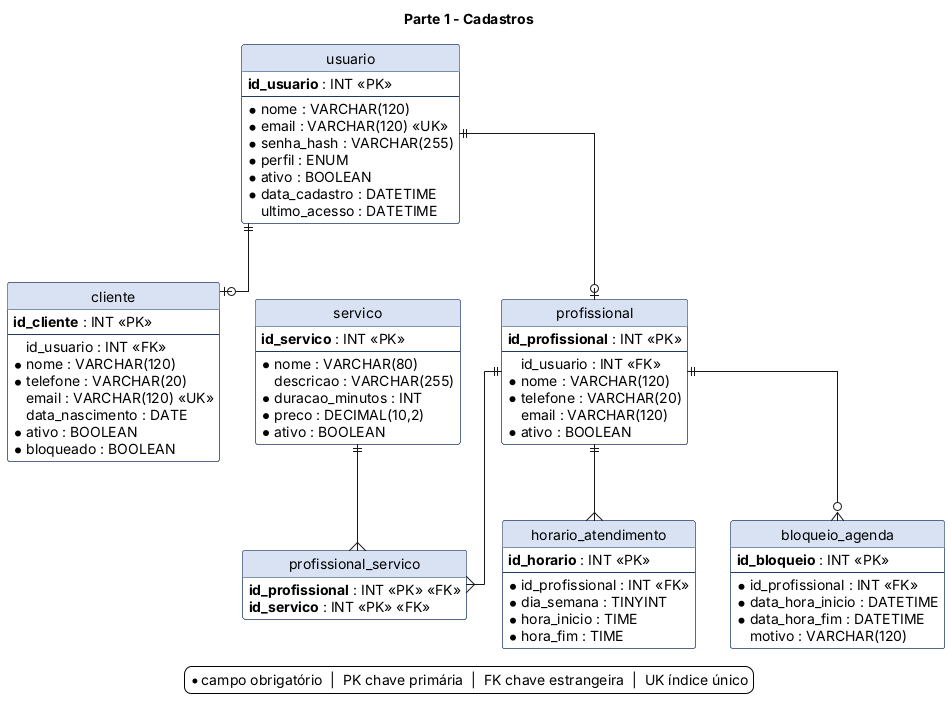 Parte 1 - Cadastros
usuario
id_usuario : INT «PK»
• nome : VARCHAR(120)
• email : VARCHAR(120) «UK»
• senha_hash : VARCHAR(255)
• perfil : ENUM
• ativo : BOOLEAN
• data_cadastro : DATETIME
ultimo_acesso : DATETIME
cliente
id_cliente : INT «PK»
id_usuario : INT «FK»
• nome : VARCHAR(120)
• telefone : VARCHAR(20)
email : VARCHAR(120) «UK»
data_nascimento : DATE
• ativo : BOOLEAN
• bloqueado : BOOLEAN
servico
id_servico : INT «PK»
• nome : VARCHAR(80)
descricao : VARCHAR(255)
• duracao_minutos : INT
• preco : DECIMAL(10,2)
• ativo : BOOLEAN
profissional
id_profissional : INT «PK»
id_usuario : INT «FK»
• nome : VARCHAR(120)
• telefone : VARCHAR(20)
email : VARCHAR(120)
• ativo : BOOLEAN
profissional_servico
id_profissional : INT «PK» «FK»
id_servico : INT «PK» «FK»
horario_atendimento
id_horario : INT «PK»
• id_profissional : INT «FK»
• dia_semana : TINYINT
• hora_inicio : TIME
• hora_fim : TIME
bloqueio_agenda
id_bloqueio : INT «PK»
• id_profissional : INT «FK»
• data_hora_inicio : DATETIME
• data_hora_fim : DATETIME
motivo : VARCHAR(120)
• campo obrigatório | PK chave primária | FK chave estrangeira | UK índice único